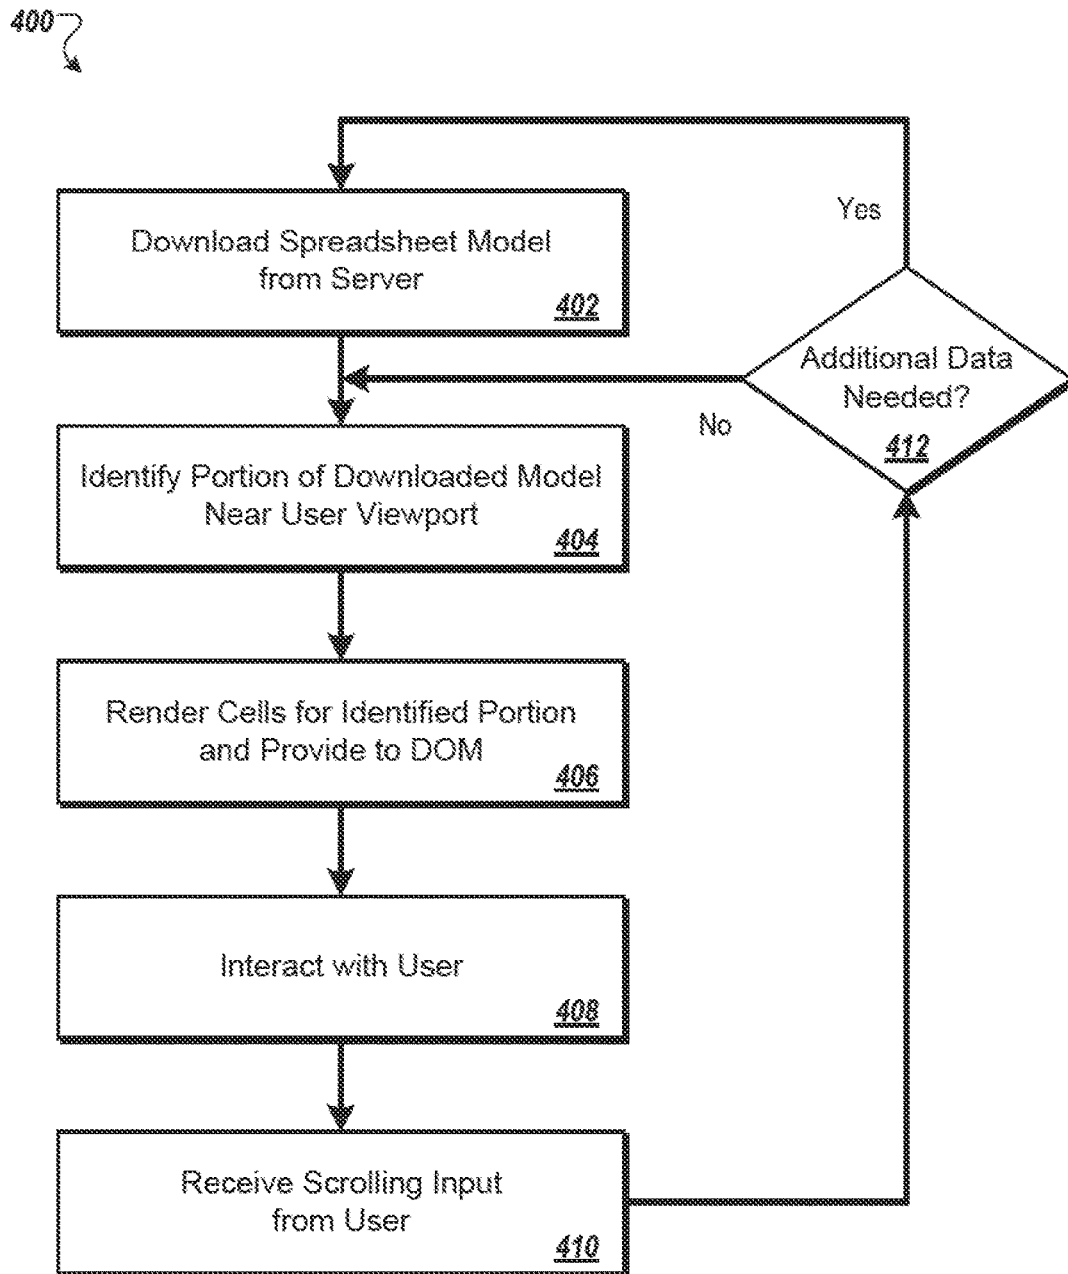 400
Download Spreadsheet Model
from Server
402
Yes
Additional Data
Needed?
412
No
Identify Portion of Downloaded Model
Near User Viewport
404
Render Cells for Identified Portion
and Provide to DOM
406
Interact with User
408
Receive Scrolling Input
from User
410